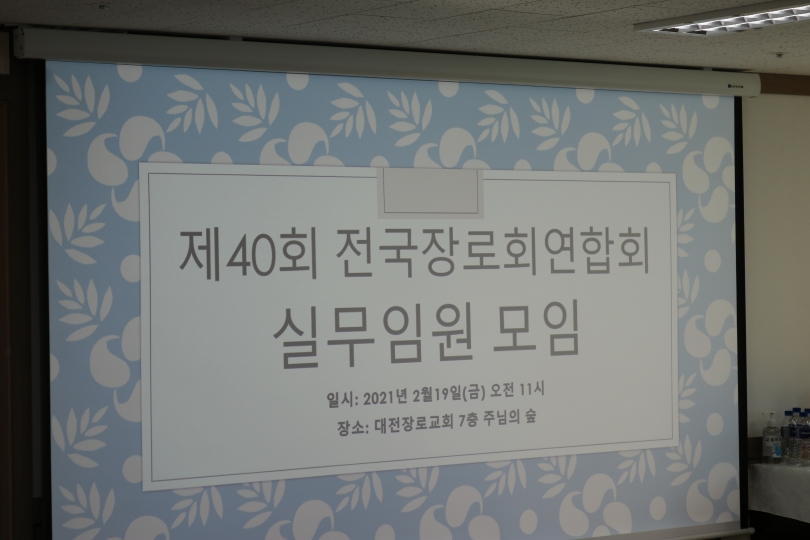 제40회 전국장로회연합회
실무임원 모임
일시: 2021년 2월19일(금) 오전 11시
장소: 대전장로교회 7층 주님의 숲